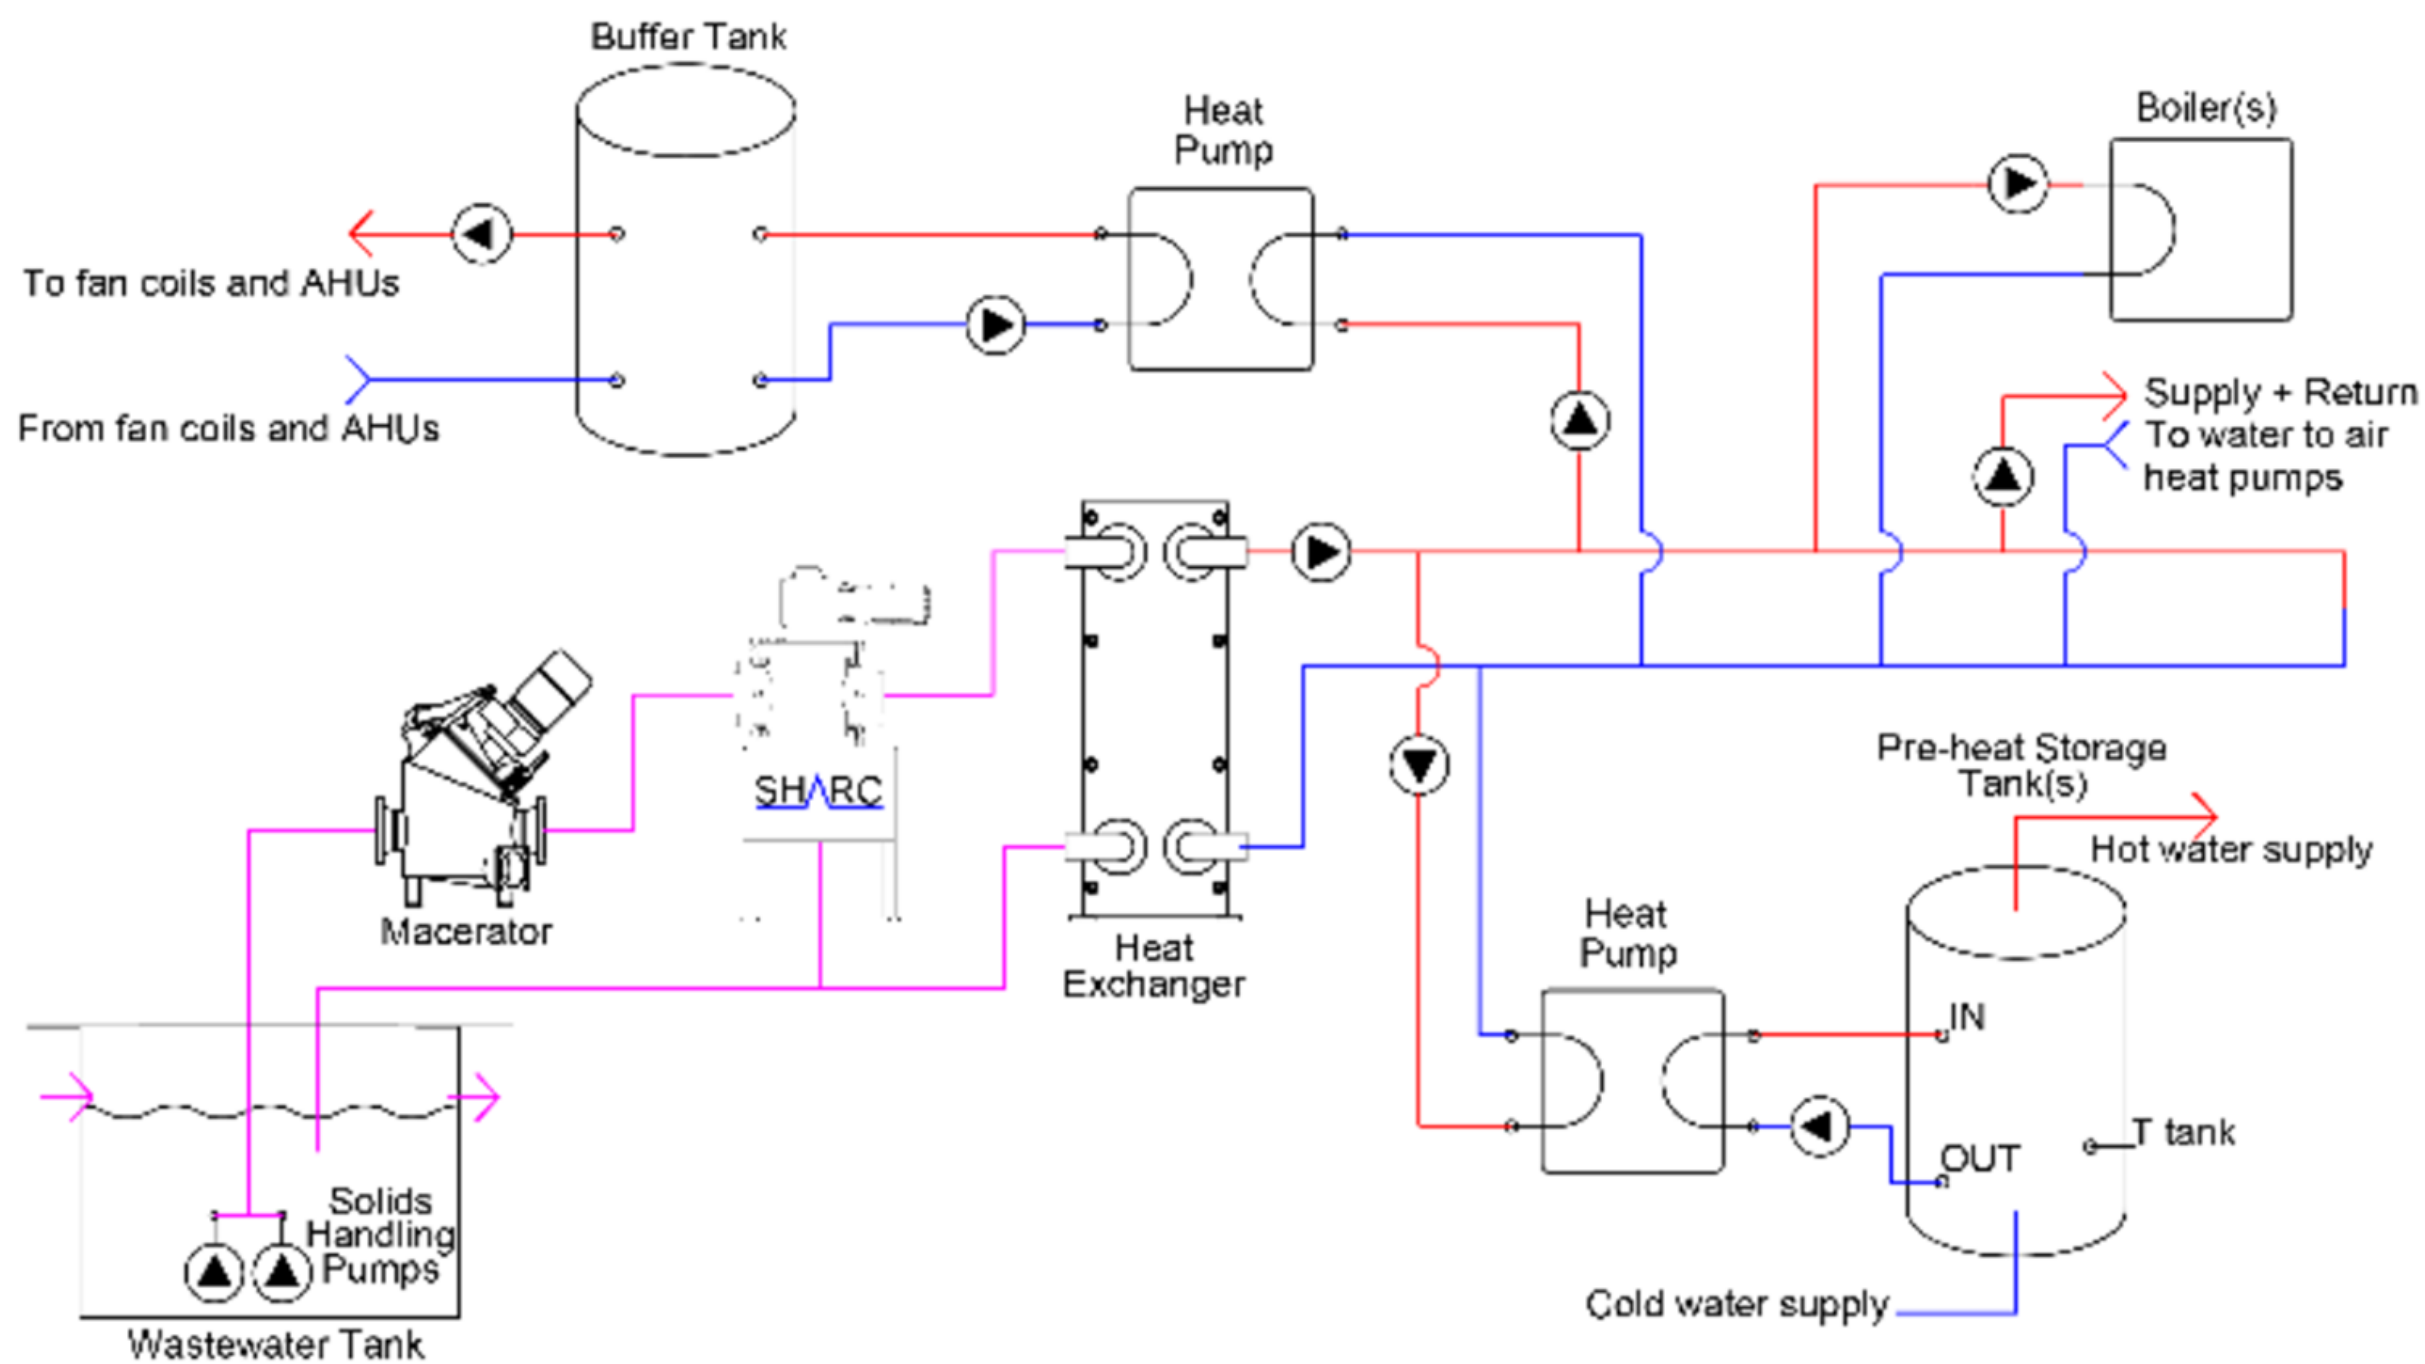 Buffer Tank
Heat
Pump
Boiler(s)
To fan coils and AHUs
From fan coils and AHUs
Supply + Return
To water to air
heat pumps
SHARC
Macerator
Heat
Exchanger
Pre-heat Storage
Tank(s)
Hot water supply
Heat
Pump
IN
OUT
T tank
Cold water supply
Solids
Handling
Pumps
Wastewater Tank